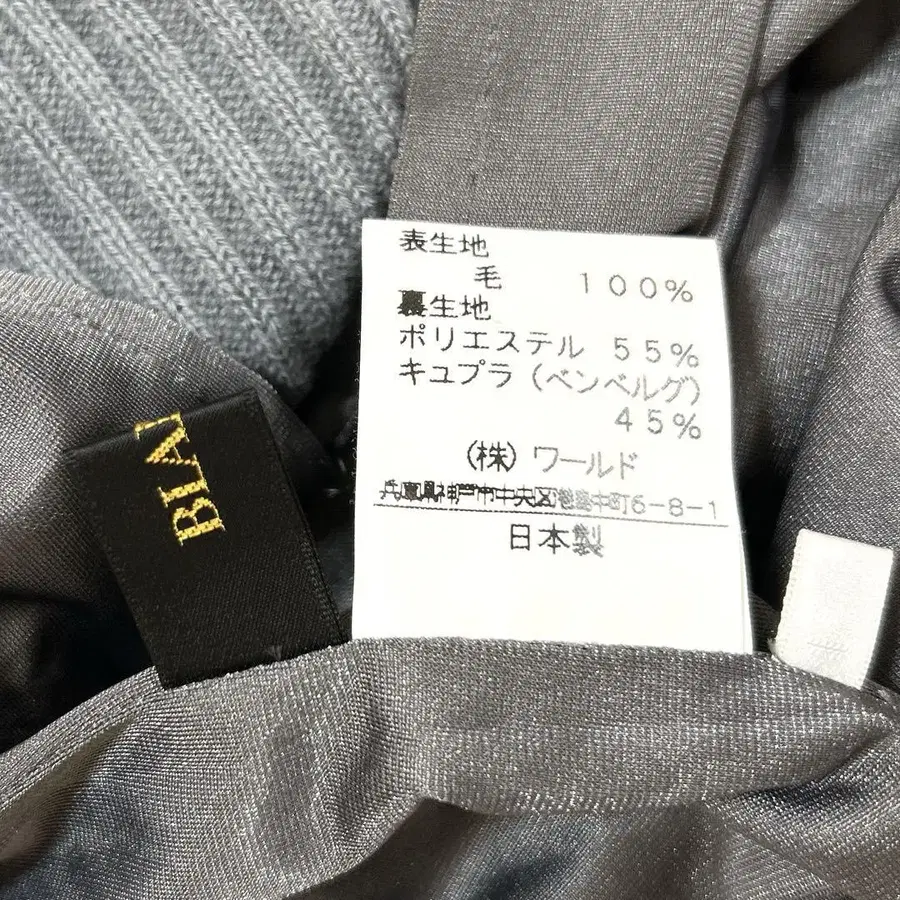 表生地
毛 100%
裏生地
ポリエステル 55%
キュプラ(ベンベルグ)
45%
(株)ワールド
兵庫県神戸市中央区港島中町6-8-1
日本製
BLA